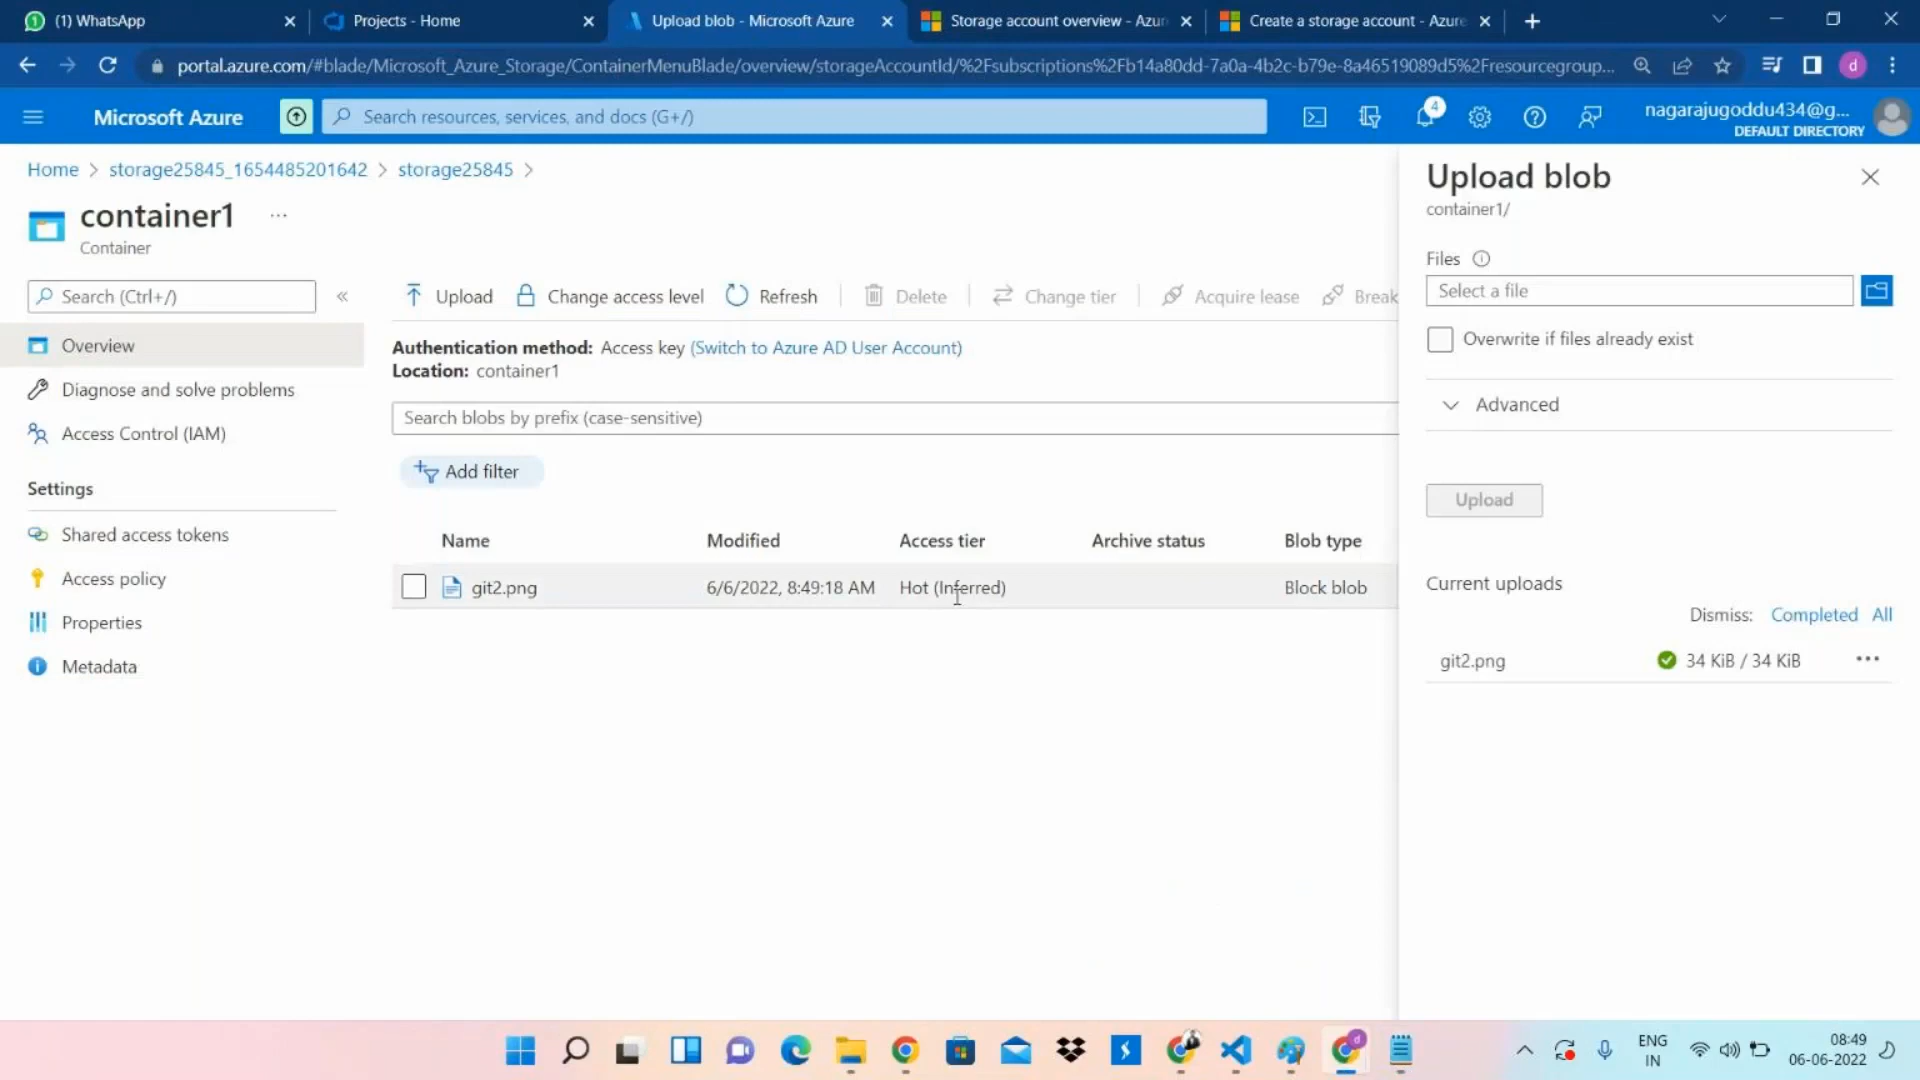 (1) WhatsApp
Projects - Home
Upload blob - Microsoft Azure
Storage account overview - Azur
Create a storage account - Azure
portal.azure.com/#blade/Microsoft_Azure_Storage/ContainerMenuBlade/overview/storageAccountId/%2Fsubscriptions%2Fb14a80dd-7a0a-4b2c-b79e-8a46519089d5%2Fresourcegroup...
d
Microsoft Azure
Search resources, services, and docs (G+/)
4
nagarajugoddu434@g...
DEFAULT DIRECTORY
Home > storage25845_1654485201642 > storage25845 >
container1 ...
Container
Search (Ctrl+/)
«
Overview
Diagnose and solve problems
Access Control (IAM)
Settings
Shared access tokens
Access policy
Properties
Metadata
Upload
Change access level
Refresh
Delete
Change tier
Acquire lease
Break
Authentication method: Access key (Switch to Azure AD User Account)
Location: container1
Search blobs by prefix (case-sensitive)
Add filter
Name Modified Access tier Archive status Blob type
git2.png 6/6/2022, 8:49:18 AM Hot (Inferred) Block blob
Upload blob
container1/
Files
Select a file
Overwrite if files already exist
Advanced
Upload
Current uploads
Dismiss: Completed All
git2.png 34 KiB / 34 KiB ...
d
ENG
IN
08:49
06-06-2022